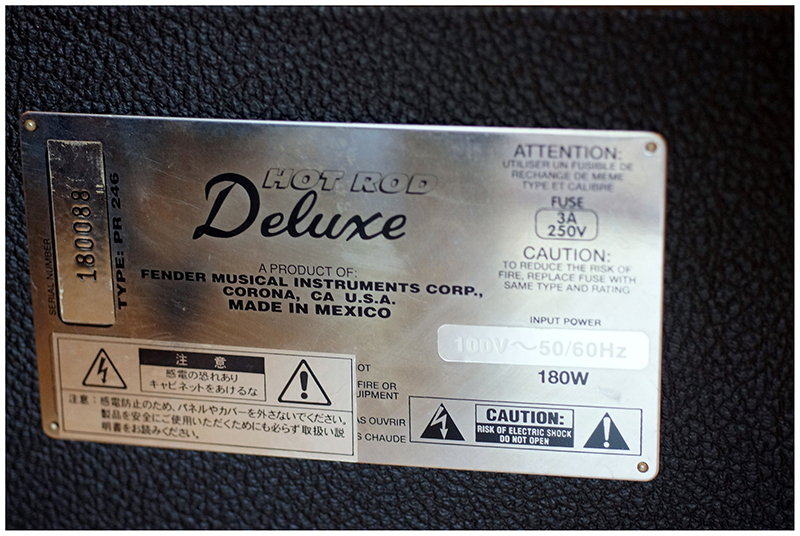 SERIAL NUMBER
180088
TYPE: PR 246
HOT ROD
Deluxe
A PRODUCT OF:
FENDER MUSICAL INSTRUMENTS CORP.,
CORONA, CA U.S.A.
MADE IN MEXICO
ATTENTION:
UTILISER UN FUSIBLE DE
RECHANGE DE MEME
TYPE ET CALIBRE
FUSE
3A
250V
CAUTION:
TO REDUCE THE RISK OF
FIRE, REPLACE FUSE WITH
SAME TYPE AND RATING
INPUT POWER
100V～50/60Hz
180W
注 意
感電の恐れあり
キャビネットをあけるな
注意：感電防止のため、パネルやカバーを外さないでください。
製品を安全にご使用いただくためにも必ず取扱い説
明書をお読みください。
OT
FIRE OR
UIPMENT
AS OUVRIR
S CHAUDE
CAUTION:
RISK OF ELECTRIC SHOCK
DO NOT OPEN